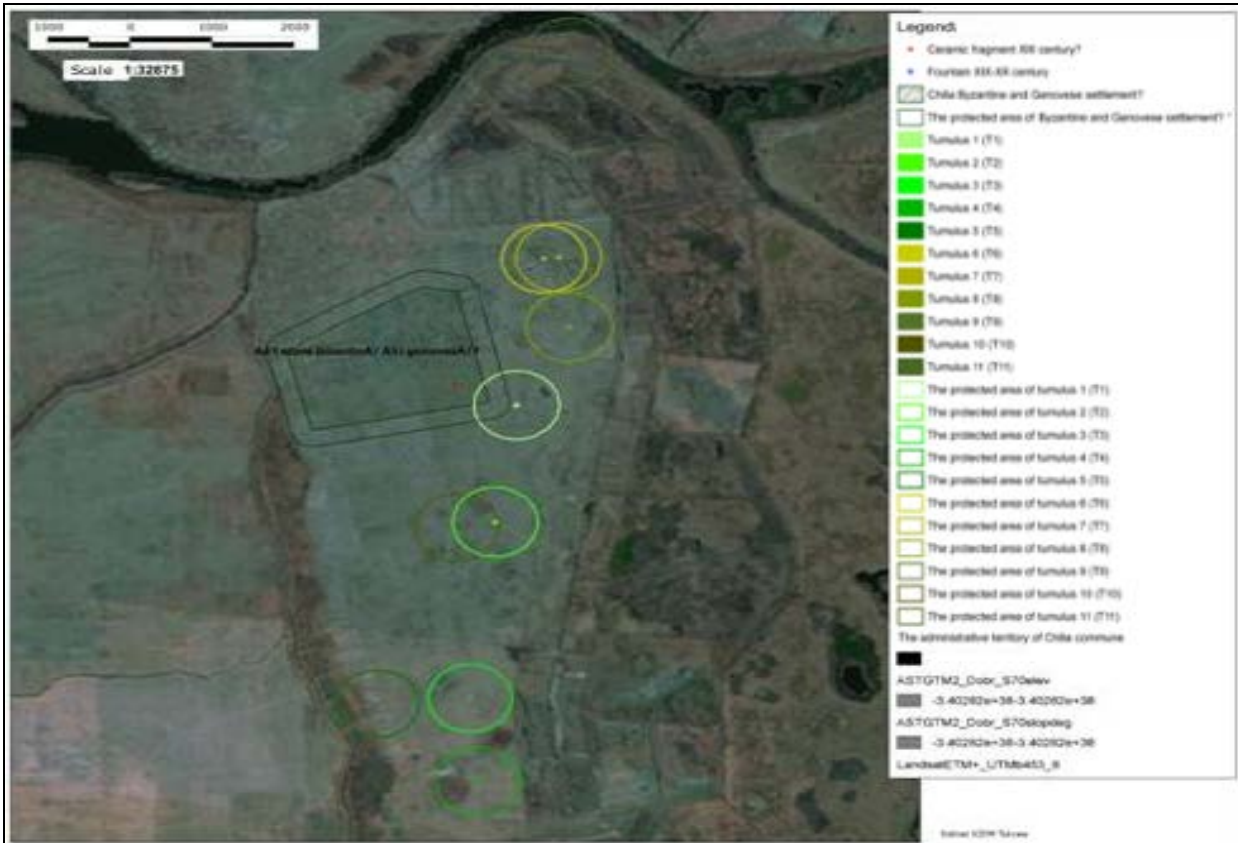 1000 0 1000 2000
Scale 1:32675
Legend:
Ceramic fragment XIII century?
Fountain XIX-XX century
Chilia Byzantine and Genovese settlement?
The protected area of Byzantine and Genovese settlement?
Tumulus 1 (T1)
Tumulus 2 (T2)
Tumulus 3 (T3)
Tumulus 4 (T4)
Tumulus 5 (T5)
Tumulus 6 (T6)
Tumulus 7 (T7)
Tumulus 8 (T8)
Tumulus 9 (T9)
Tumulus 10 (T10)
Tumulus 11 (T11)
The protected area of tumulus 1 (T1)
The protected area of tumulus 2 (T2)
The protected area of tumulus 3 (T3)
The protected area of tumulus 4 (T4)
The protected area of tumulus 5 (T5)
The protected area of tumulus 6 (T6)
The protected area of tumulus 7 (T7)
The protected area of tumulus 8 (T8)
The protected area of tumulus 9 (T9)
The protected area of tumulus 10 (T10)
The protected area of tumulus 11 (T11)
The administrative territory of Chilia commune
ASTGTM2_Dobr_S70elev
-3.40282e+38-3.40282e+38
ASTGTM2_Dobr_S70slopdeg
-3.40282e+38-3.40282e+38